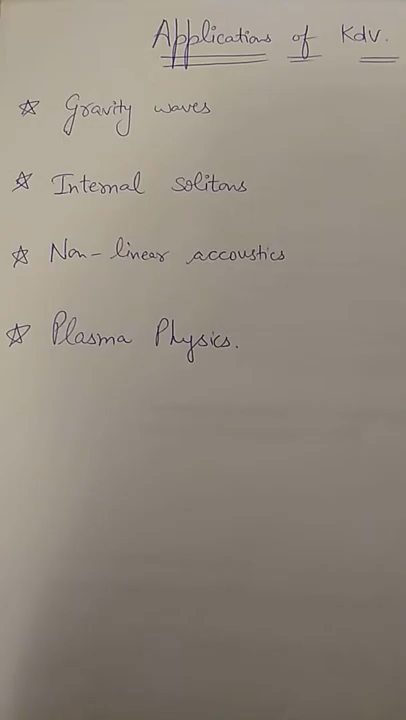 Applications of Kdv.
☆ Gravity waves
☆ Internal solitons
☆ Non-linear accoustics
☆ Plasma Physics.